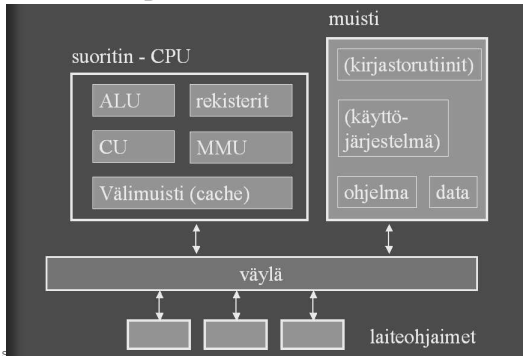 muisti
suoritin - CPU
(kirjastorutiinit)
ALU
rekisterit
(käyttö-
järjestelmä)
CU
MMU
Välimuisti (cache)
ohjelma
data
väylä
laiteohjaimet